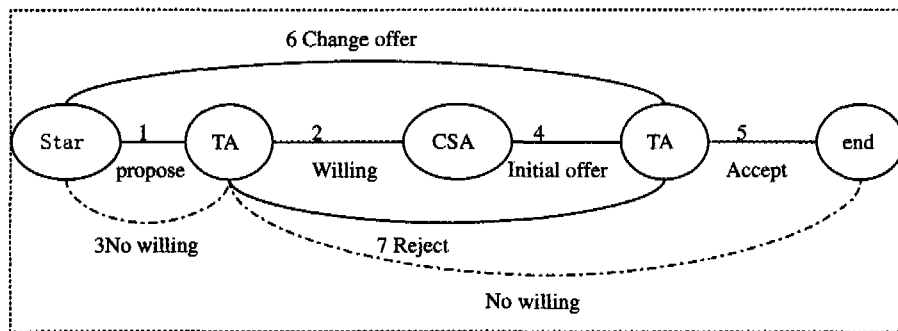 6 Change offer
Star 1 TA 2 CSA 4 TA 5 end
propose Willing Initial offer Accept
3No willing 7 Reject
No willing